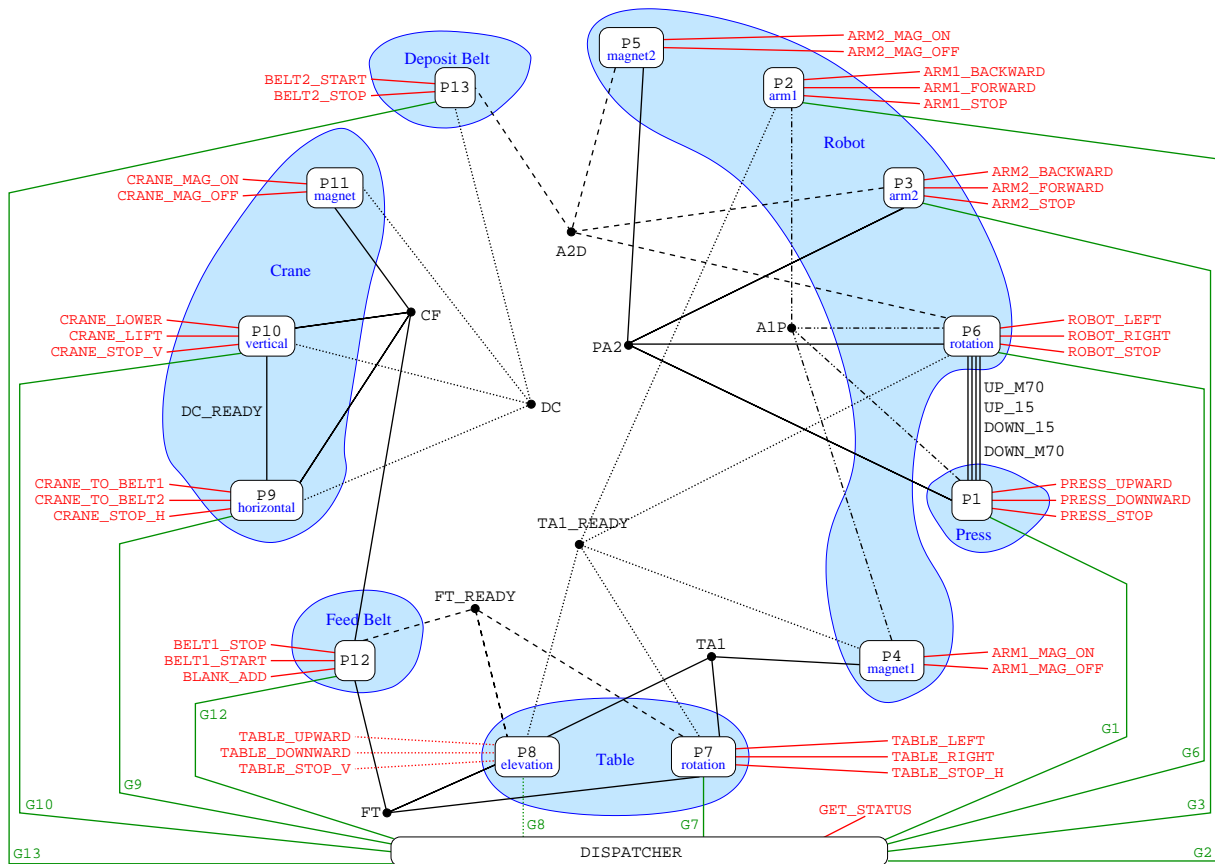 P5
magnet2
ARM2_MAG_ON
ARM2_MAG_OFF
Deposit Belt
P13
BELT2_START
BELT2_STOP
P2
arm1
ARM1_BACKWARD
ARM1_FORWARD
ARM1_STOP
Robot
P11
magnet
CRANE_MAG_ON
CRANE_MAG_OFF
P3
arm2
ARM2_BACKWARD
ARM2_FORWARD
ARM2_STOP
A2D
Crane
CF
CRANE_LOWER
CRANE_LIFT
CRANE_STOP_V
P10
vertical
PA2
A1P
P6
rotation
ROBOT_LEFT
ROBOT_RIGHT
ROBOT_STOP
DC_READY
DC
UP_M70
UP_15
DOWN_15
DOWN_M70
CRANE_TO_BELT1
CRANE_TO_BELT2
CRANE_STOP_H
P9
horizontal
P1
Press
PRESS_UPWARD
PRESS_DOWNWARD
PRESS_STOP
TA1_READY
FT_READY
Feed Belt
P12
BELT1_STOP
BELT1_START
BLANK_ADD
TA1
P4
magnet1
ARM1_MAG_ON
ARM1_MAG_OFF
G12
TABLE_UPWARD
TABLE_DOWNWARD
TABLE_STOP_V
P8
elevation
Table
P7
rotation
TABLE_LEFT
TABLE_RIGHT
TABLE_STOP_H
G1
G6
G9
G10
FT
G8
G7
GET_STATUS
G3
G13
DISPATCHER
G2